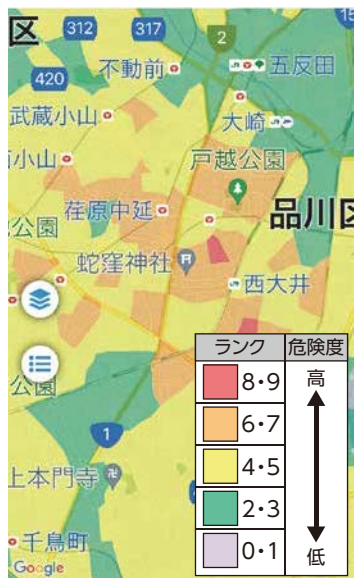 区
312
317
2
15
不動前
五反田
420
武蔵小山
大崎
小山
戸越公園
公園
荏原中延
品川区
蛇窪神社
西大井
公園
1
上本門寺
千鳥町
Google
ランク 危険度
8・9 高
6・7
4・5
2・3
0・1 低